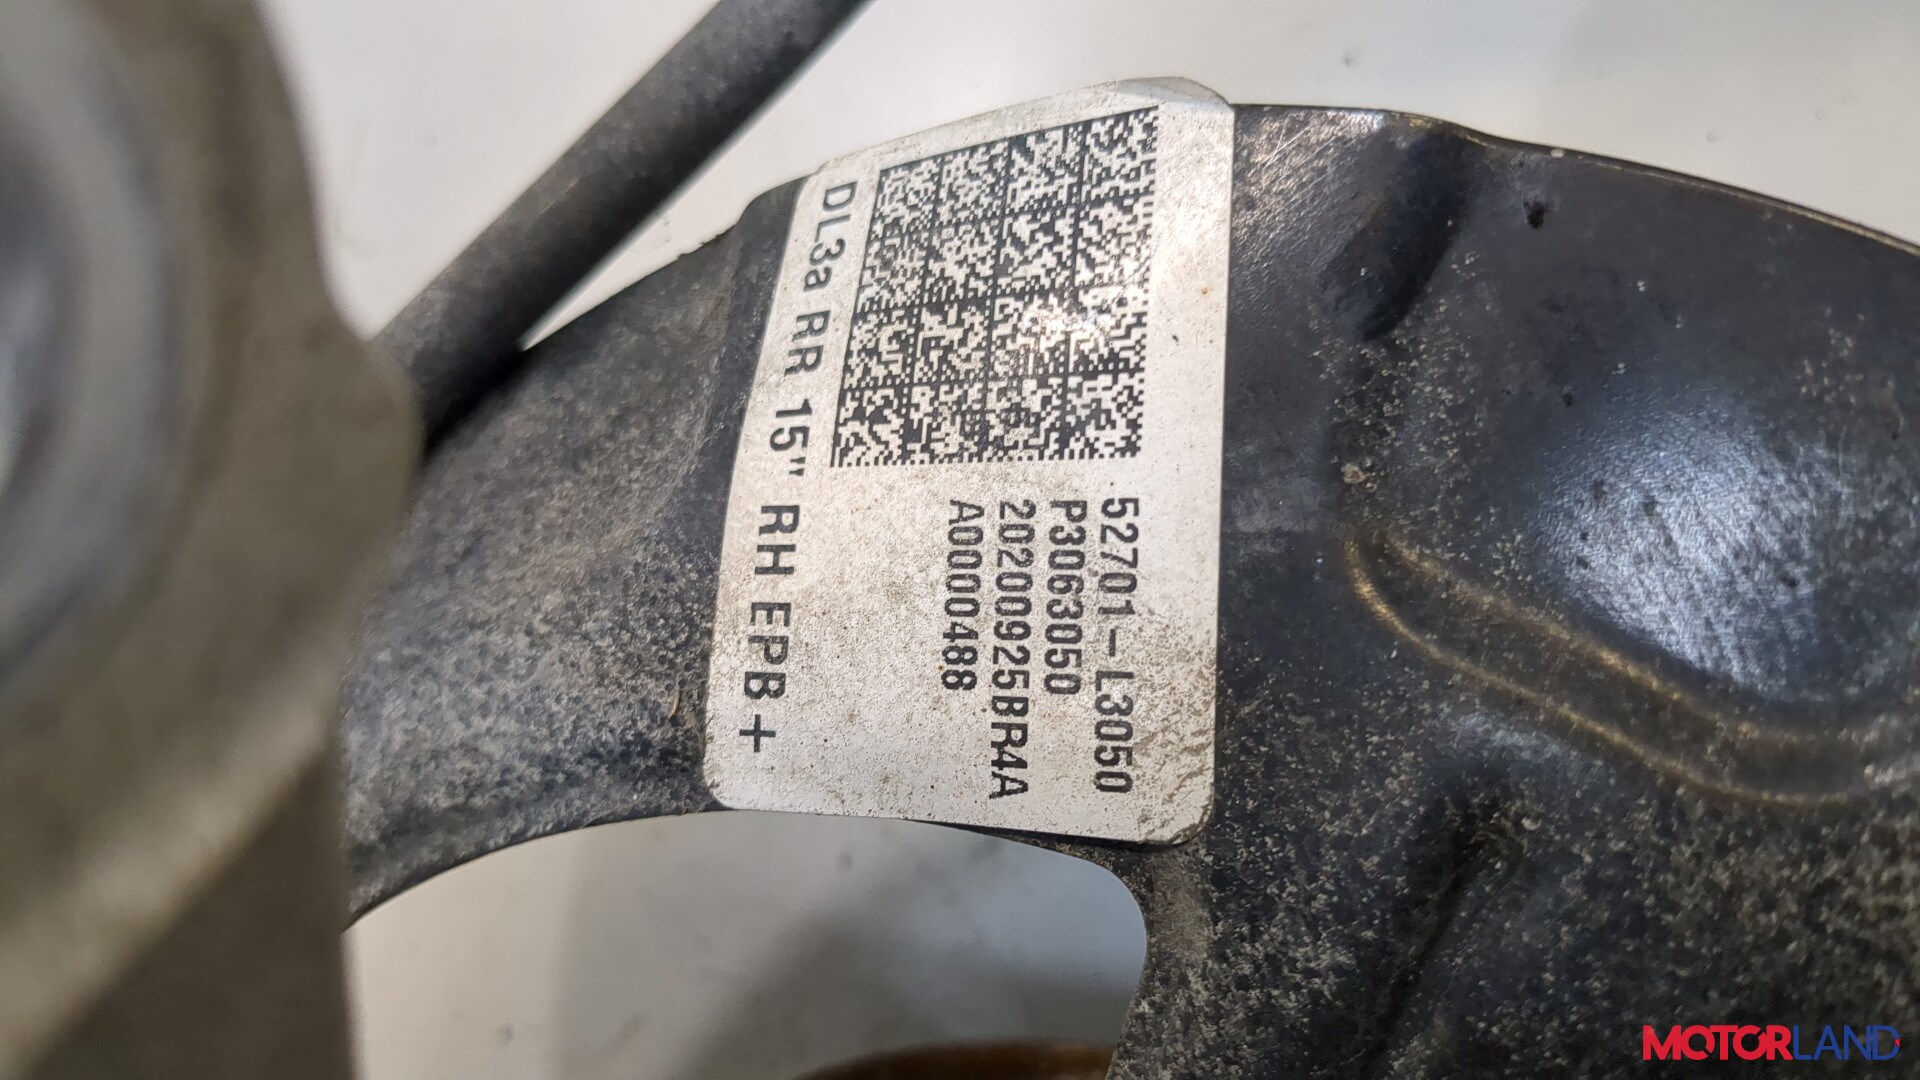 52701-L3050
P3063050
20200925BR4A
A0000488
DL3a RR 15" RH EPB +
MOTORLAND